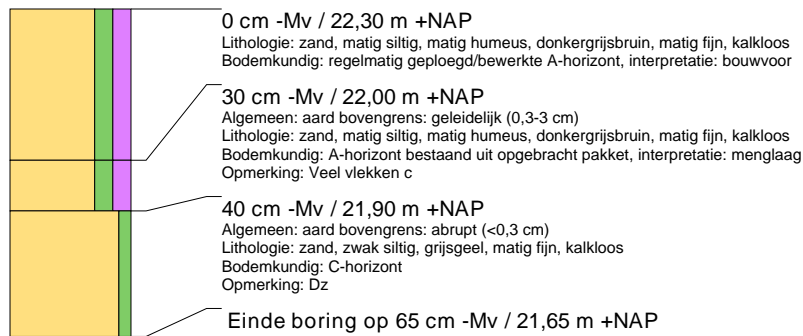 0 cm -Mv / 22,30 m +NAP
Lithologie: zand, matig siltig, matig humeus, donkergrijsbruin, matig fijn, kalkloos
Bodemkundig: regelmatig geploegd/bewerkte A-horizont, interpretatie: bouwvoor
30 cm -Mv / 22,00 m +NAP
Algemeen: aard bovengrens: geleidelijk (0,3-3 cm)
Lithologie: zand, matig siltig, matig humeus, donkergrijsbruin, matig fijn, kalkloos
Bodemkundig: A-horizont bestaand uit opgebracht pakket, interpretatie: menglaag
Opmerking: Veel vlekken c
40 cm -Mv / 21,90 m +NAP
Algemeen: aard bovengrens: abrupt (<0,3 cm)
Lithologie: zand, zwak siltig, grijsgeel, matig fijn, kalkloos
Bodemkundig: C-horizont
Opmerking: Dz
Einde boring op 65 cm -Mv / 21,65 m +NAP